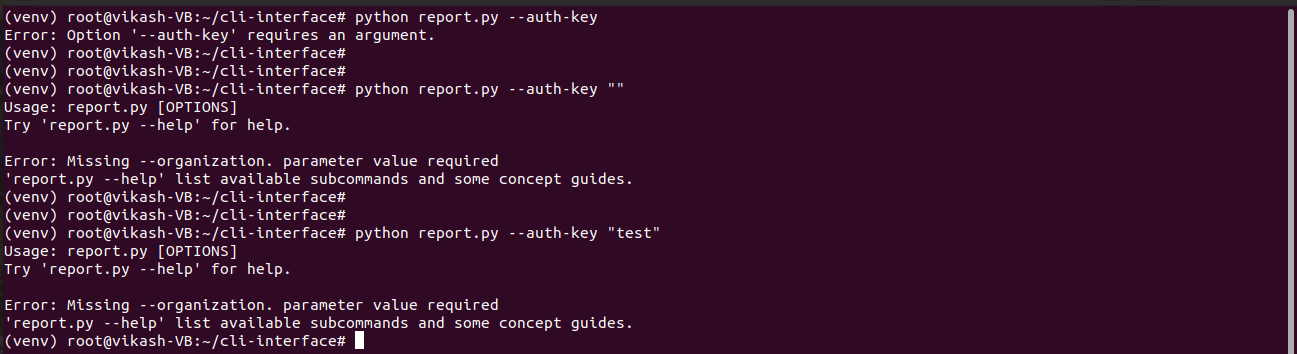 (venv) root@vikash-VB:~/cli-interface# python report.py --auth-key
Error: Option '--auth-key' requires an argument.
(venv) root@vikash-VB:~/cli-interface#
(venv) root@vikash-VB:~/cli-interface#
(venv) root@vikash-VB:~/cli-interface# python report.py --auth-key ""
Usage: report.py [OPTIONS]
Try 'report.py --help' for help.
Error: Missing --organization. parameter value required
'report.py --help' list available subcommands and some concept guides.
(venv) root@vikash-VB:~/cli-interface#
(venv) root@vikash-VB:~/cli-interface#
(venv) root@vikash-VB:~/cli-interface# python report.py --auth-key "test"
Usage: report.py [OPTIONS]
Try 'report.py --help' for help.
Error: Missing --organization. parameter value required
'report.py --help' list available subcommands and some concept guides.
(venv) root@vikash-VB:~/cli-interface#